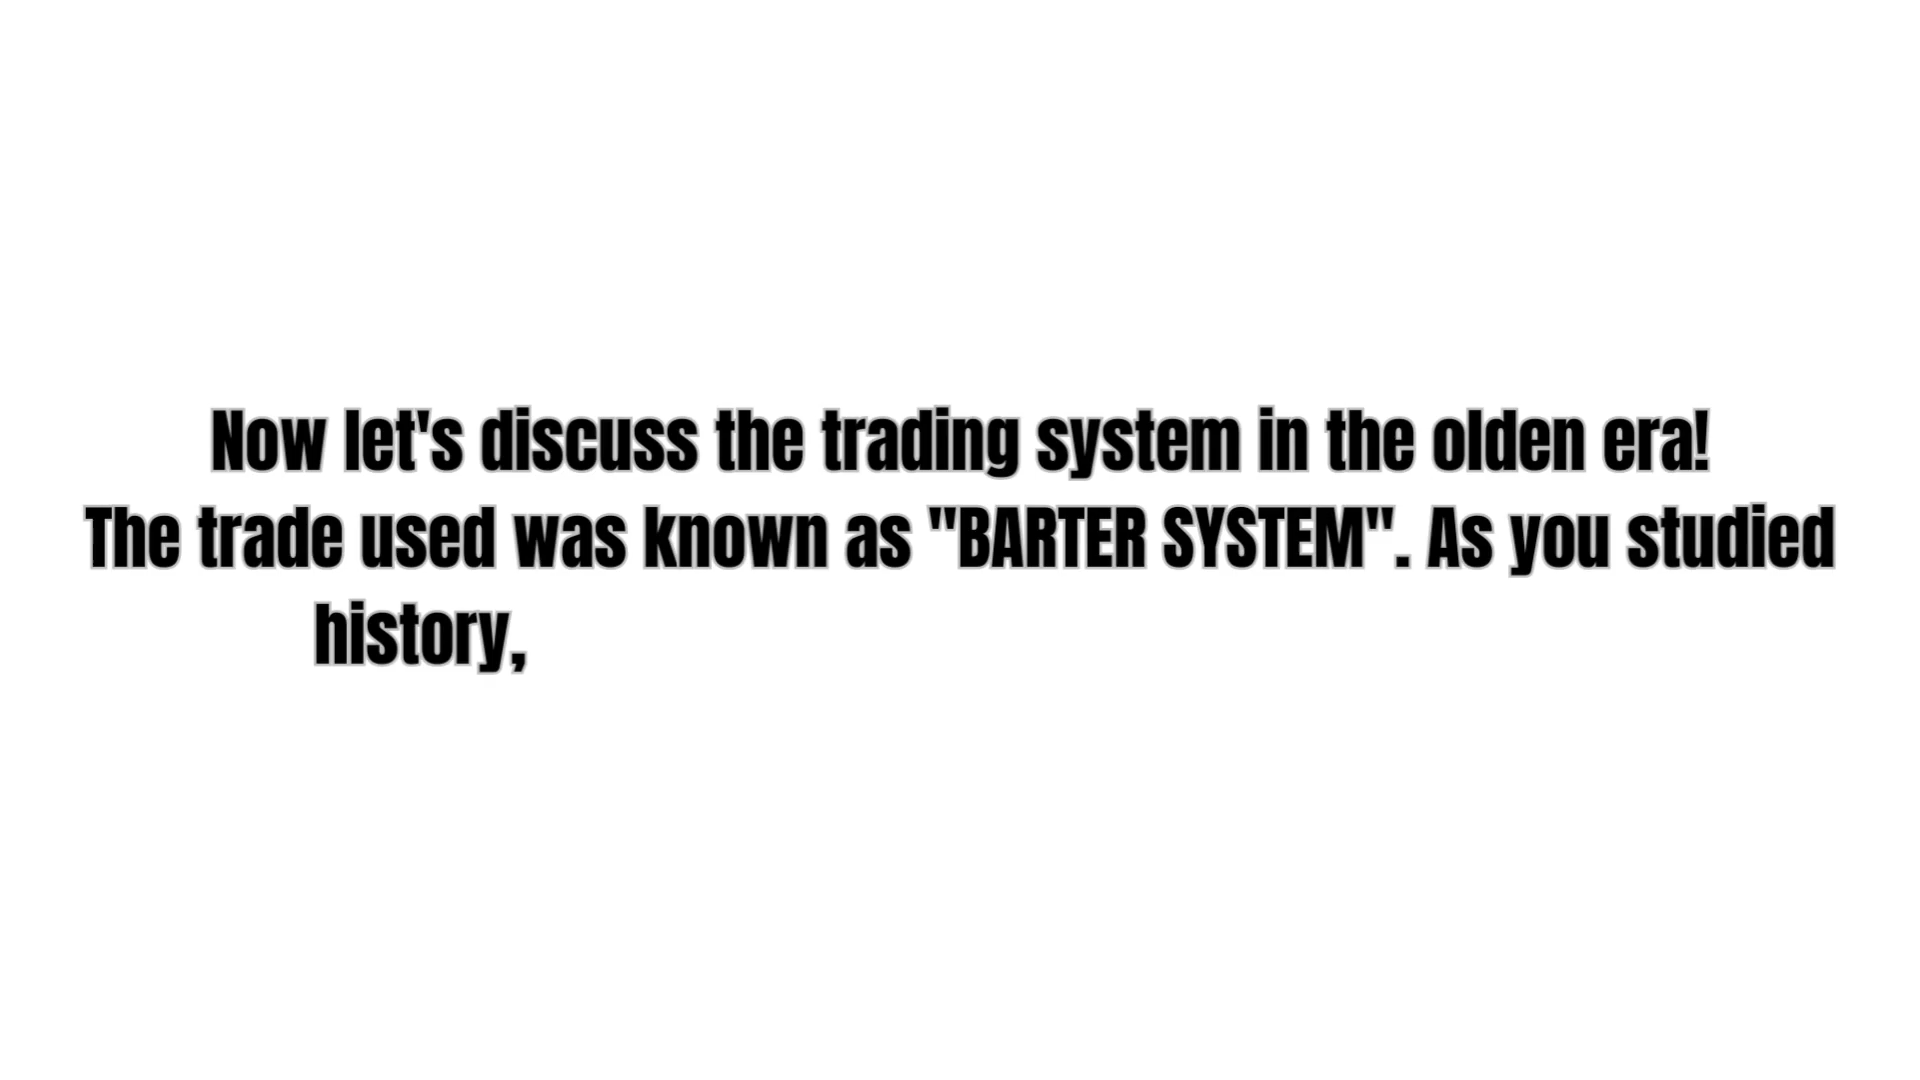 Now let's discuss the trading system in the olden era!
The trade used was known as "BARTER SYSTEM". As you studied
history,